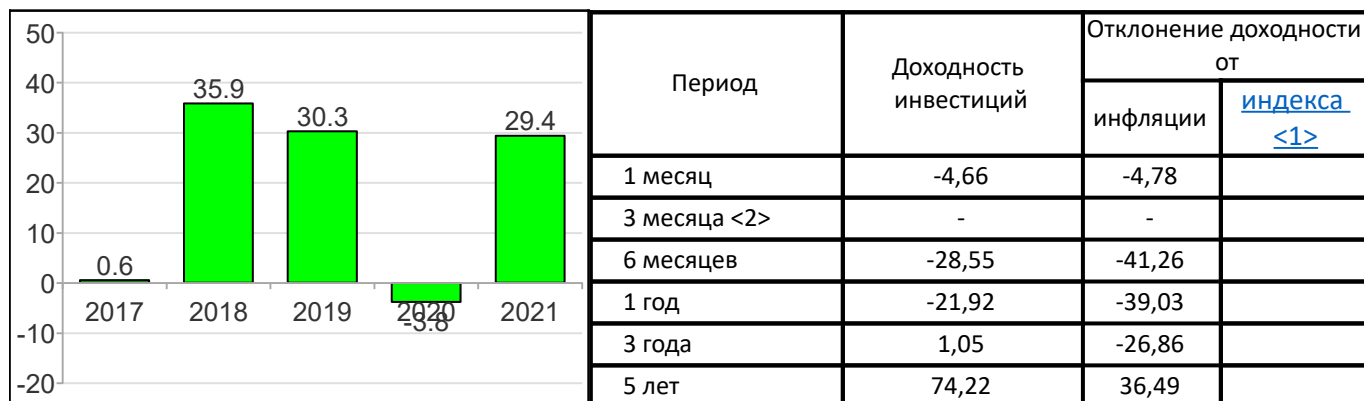 50
40
30
20
10
0
-10
-20
0.6
35.9
30.3
-3.8
29.4
2017
2018
2019
2020
2021
Период
Доходность
инвестиций
Отклонение доходности
от
инфляции
индекса
<1>
1 месяц -4,66 -4,78
3 месяца <2> - -
6 месяцев -28,55 -41,26
1 год -21,92 -39,03
3 года 1,05 -26,86
5 лет 74,22 36,49